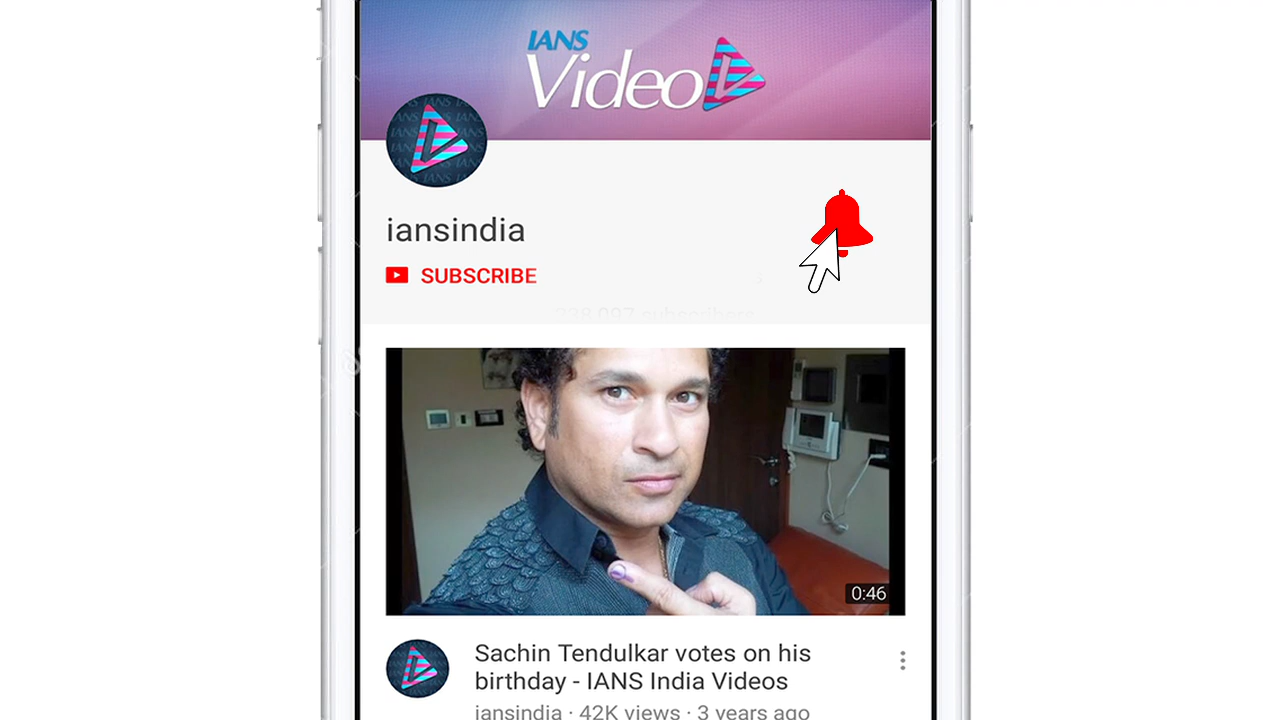 IANS
Video
iansindia
SUBSCRIBE
subscribers
0:46
Sachin Tendulkar votes on his
birthday - IANS India Videos
iansindia · 42K views · 3 years ago